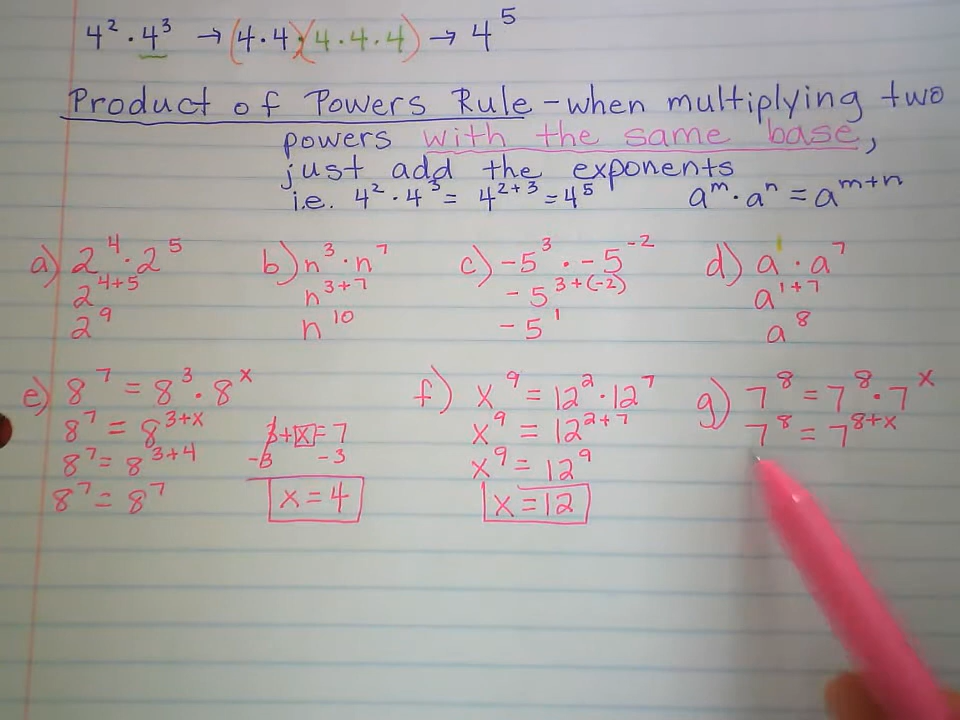 4² · 4³ → (4 · 4)·(4 · 4 · 4) → 4⁵
Product of Powers Rule - when multiplying two
powers with the same base,
just add the exponents
i.e. 4² · 4³ = 4²⁺³ = 4⁵    aᵐ · aⁿ = aᵐ⁺ⁿ
a) 2⁴ · 2⁵
2⁴⁺⁵
2⁹
b) n³ · n⁷
n³⁺⁷
n¹⁰
c) -5³ · -5⁻²
-5³⁺⁽⁻²⁾
-5¹
d) a¹ · a⁷
a¹⁺⁷
a⁸
e) 8⁷ = 8³ · 8ˣ
8⁷ = 8³⁺ˣ
8⁷ = 8³⁺⁴
8⁷ = 8⁷
3+x = 7
-3 -3
x = 4
f) x⁹ = 12² · 12⁷
x⁹ = 12²⁺⁷
x⁹ = 12⁹
x = 12
g) 7⁸ = 7⁸ · 7ˣ
7⁸ = 7⁸⁺ˣ